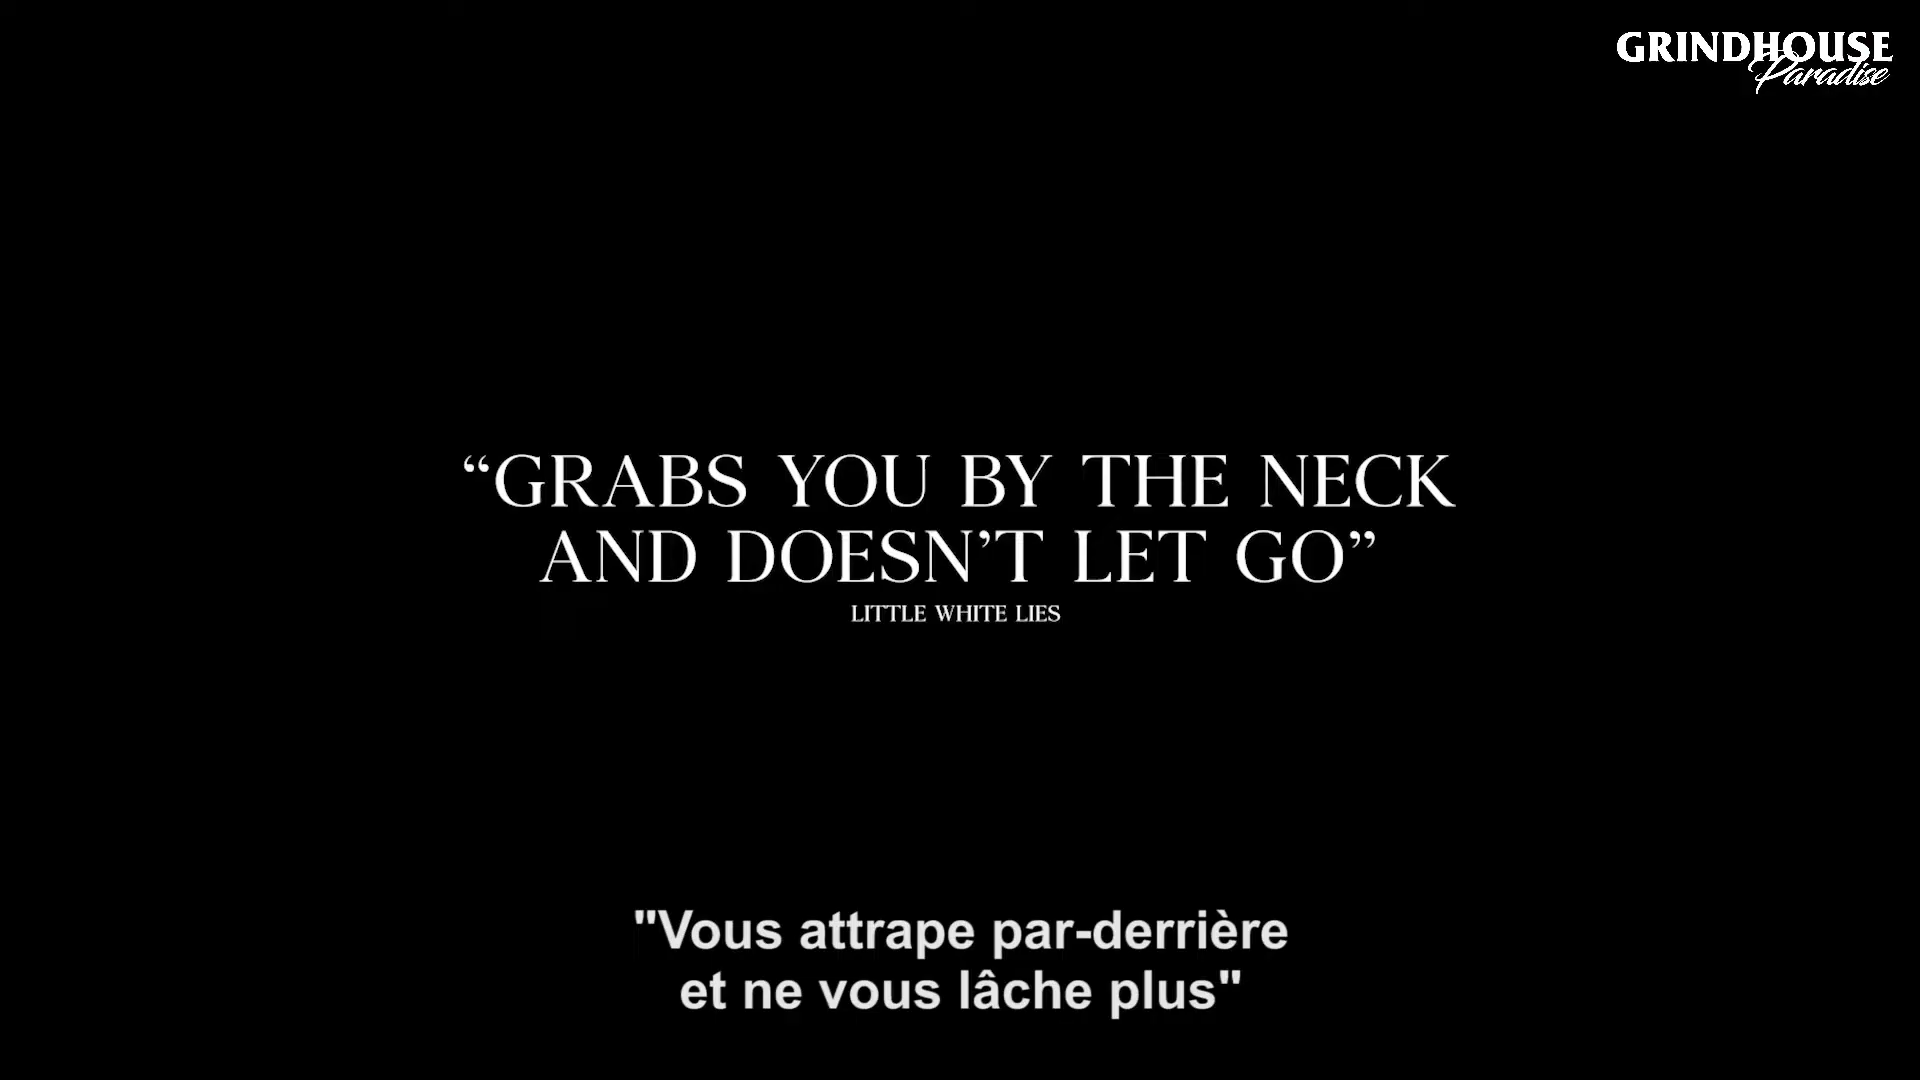 GRINDHOUSE
Paradise
“GRABS YOU BY THE NECK
AND DOESN’T LET GO”
LITTLE WHITE LIES
"Vous attrape par-derrière
et ne vous lâche plus"